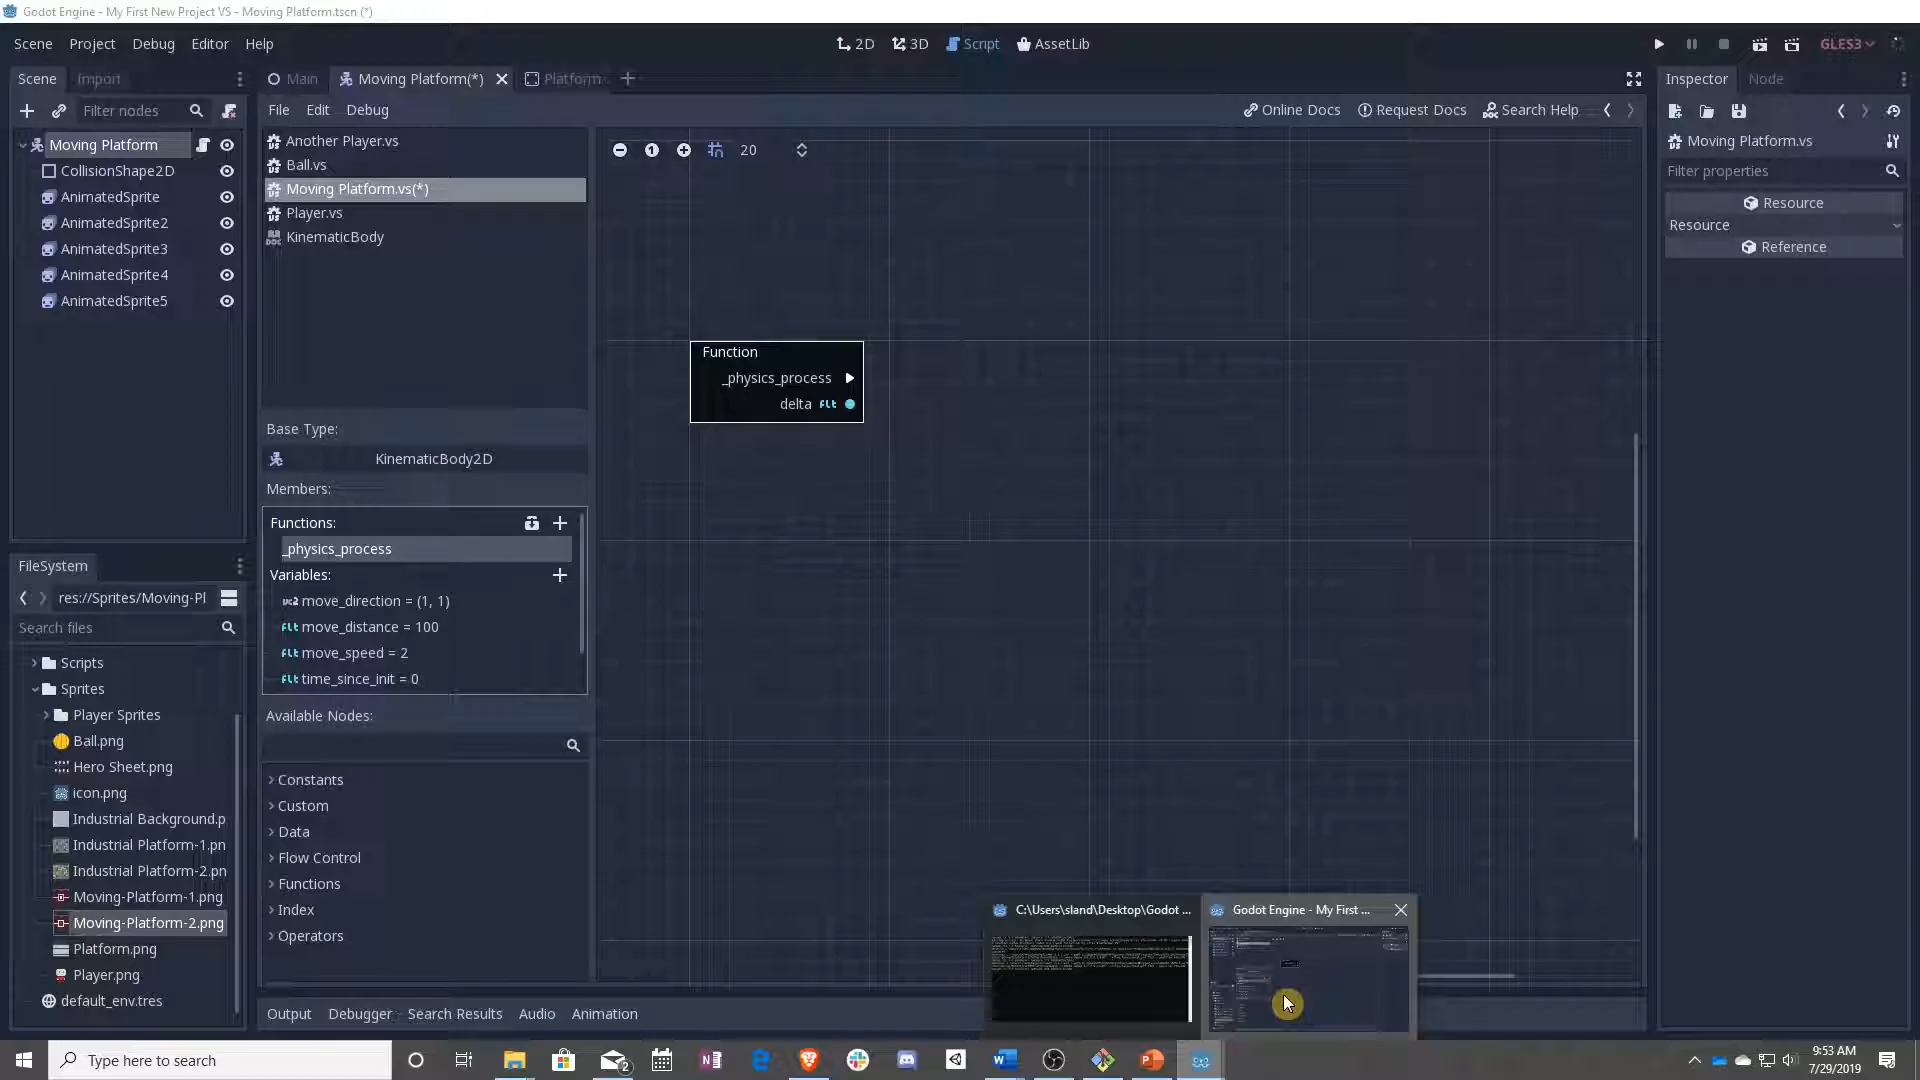 Godot Engine - My First New Project VS - Moving Platform.tscn (*)
Scene Project Debug Editor Help
2D 3D Script AssetLib
GLES3
Scene Import
Main Moving Platform(*) Platform
Inspector Node
Filter nodes
File Edit Debug
Online Docs Request Docs Search Help
Moving Platform
CollisionShape2D
AnimatedSprite
AnimatedSprite2
AnimatedSprite3
AnimatedSprite4
AnimatedSprite5
Another Player.vs
Ball.vs
Moving Platform.vs(*)
Player.vs
KinematicBody
1 20
Moving Platform.vs
Filter properties
Resource
Resource
Reference
Function
_physics_process
delta flt
Base Type:
KinematicBody2D
Members:
Functions:
_physics_process
Variables:
vc2 move_direction = (1, 1)
flt move_distance = 100
flt move_speed = 2
flt time_since_init = 0
Available Nodes:
Constants
Custom
Data
Flow Control
Functions
Index
Operators
FileSystem
res://Sprites/Moving-Pl
Search files
Scripts
Sprites
Player Sprites
Ball.png
Hero Sheet.png
icon.png
Industrial Background.p
Industrial Platform-1.pn
Industrial Platform-2.pn
Moving-Platform-1.png
Moving-Platform-2.png
Platform.png
Player.png
default_env.tres
Output Debugger Search Results Audio Animation
C:\Users\sland\Desktop\Godot ...
Godot Engine - My First ...
Type here to search
2
9:53 AM
7/29/2019